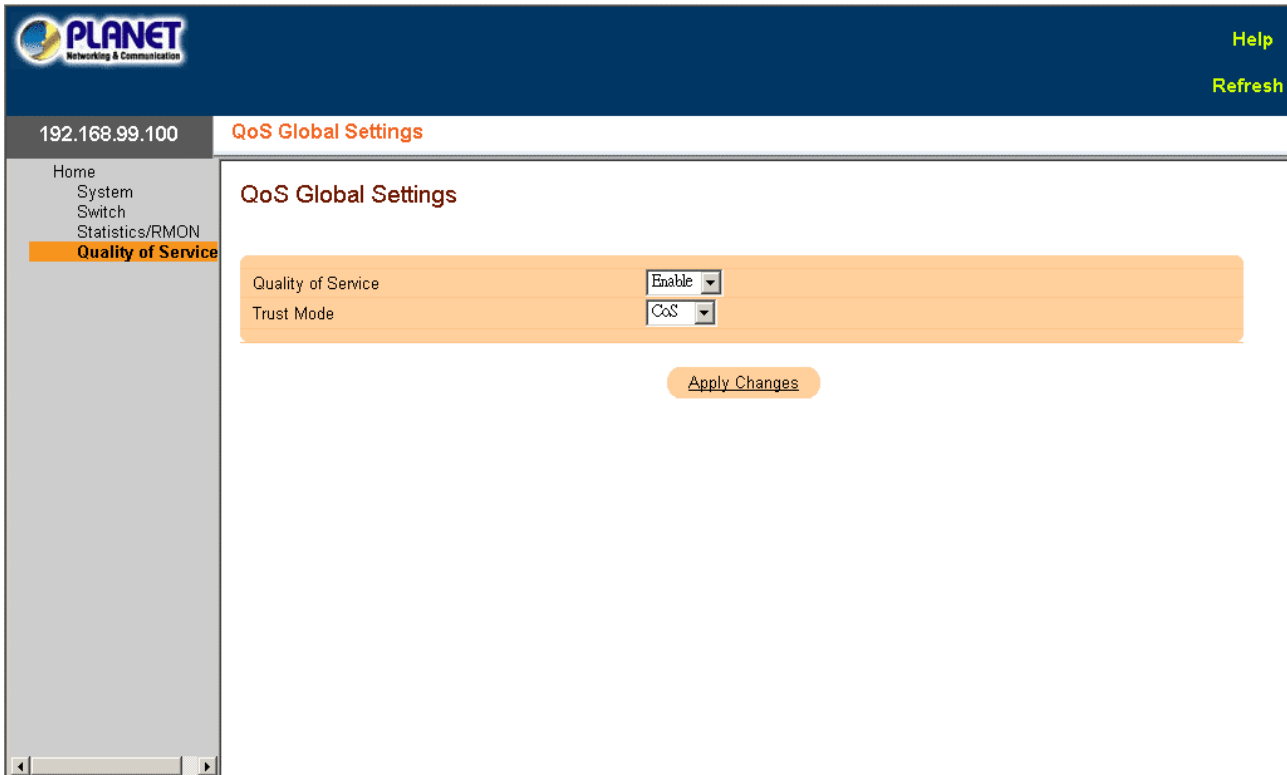 PLANET
Networking & Communication
Help
Refresh
192.168.99.100
QoS Global Settings
Home
System
Switch
Statistics/RMON
Quality of Service
QoS Global Settings
Quality of Service Enable
Trust Mode CoS
Apply Changes